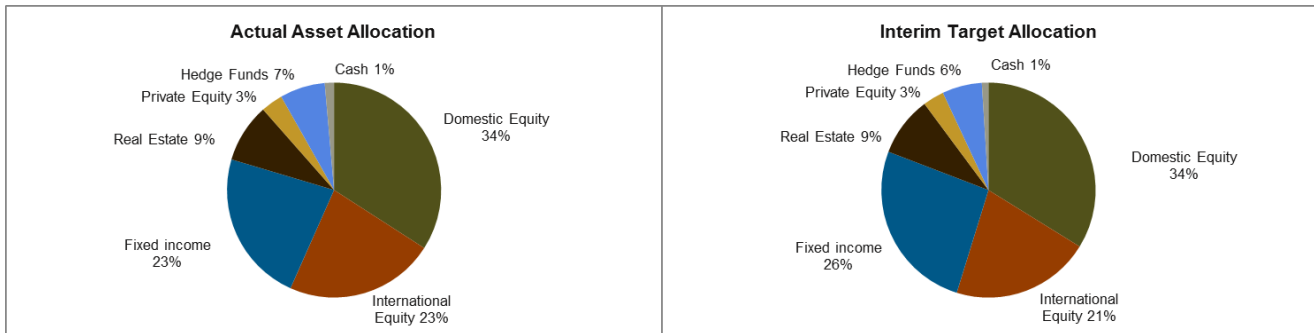 Actual Asset Allocation
Hedge Funds 7%
Cash 1%
Private Equity 3%
Domestic Equity
34%
Real Estate 9%
Fixed income
23%
International
Equity 23%
Interim Target Allocation
Cash 1%
Hedge Funds 6%
Private Equity 3%
Real Estate 9%
Domestic Equity
34%
Fixed income
26%
International
Equity 21%